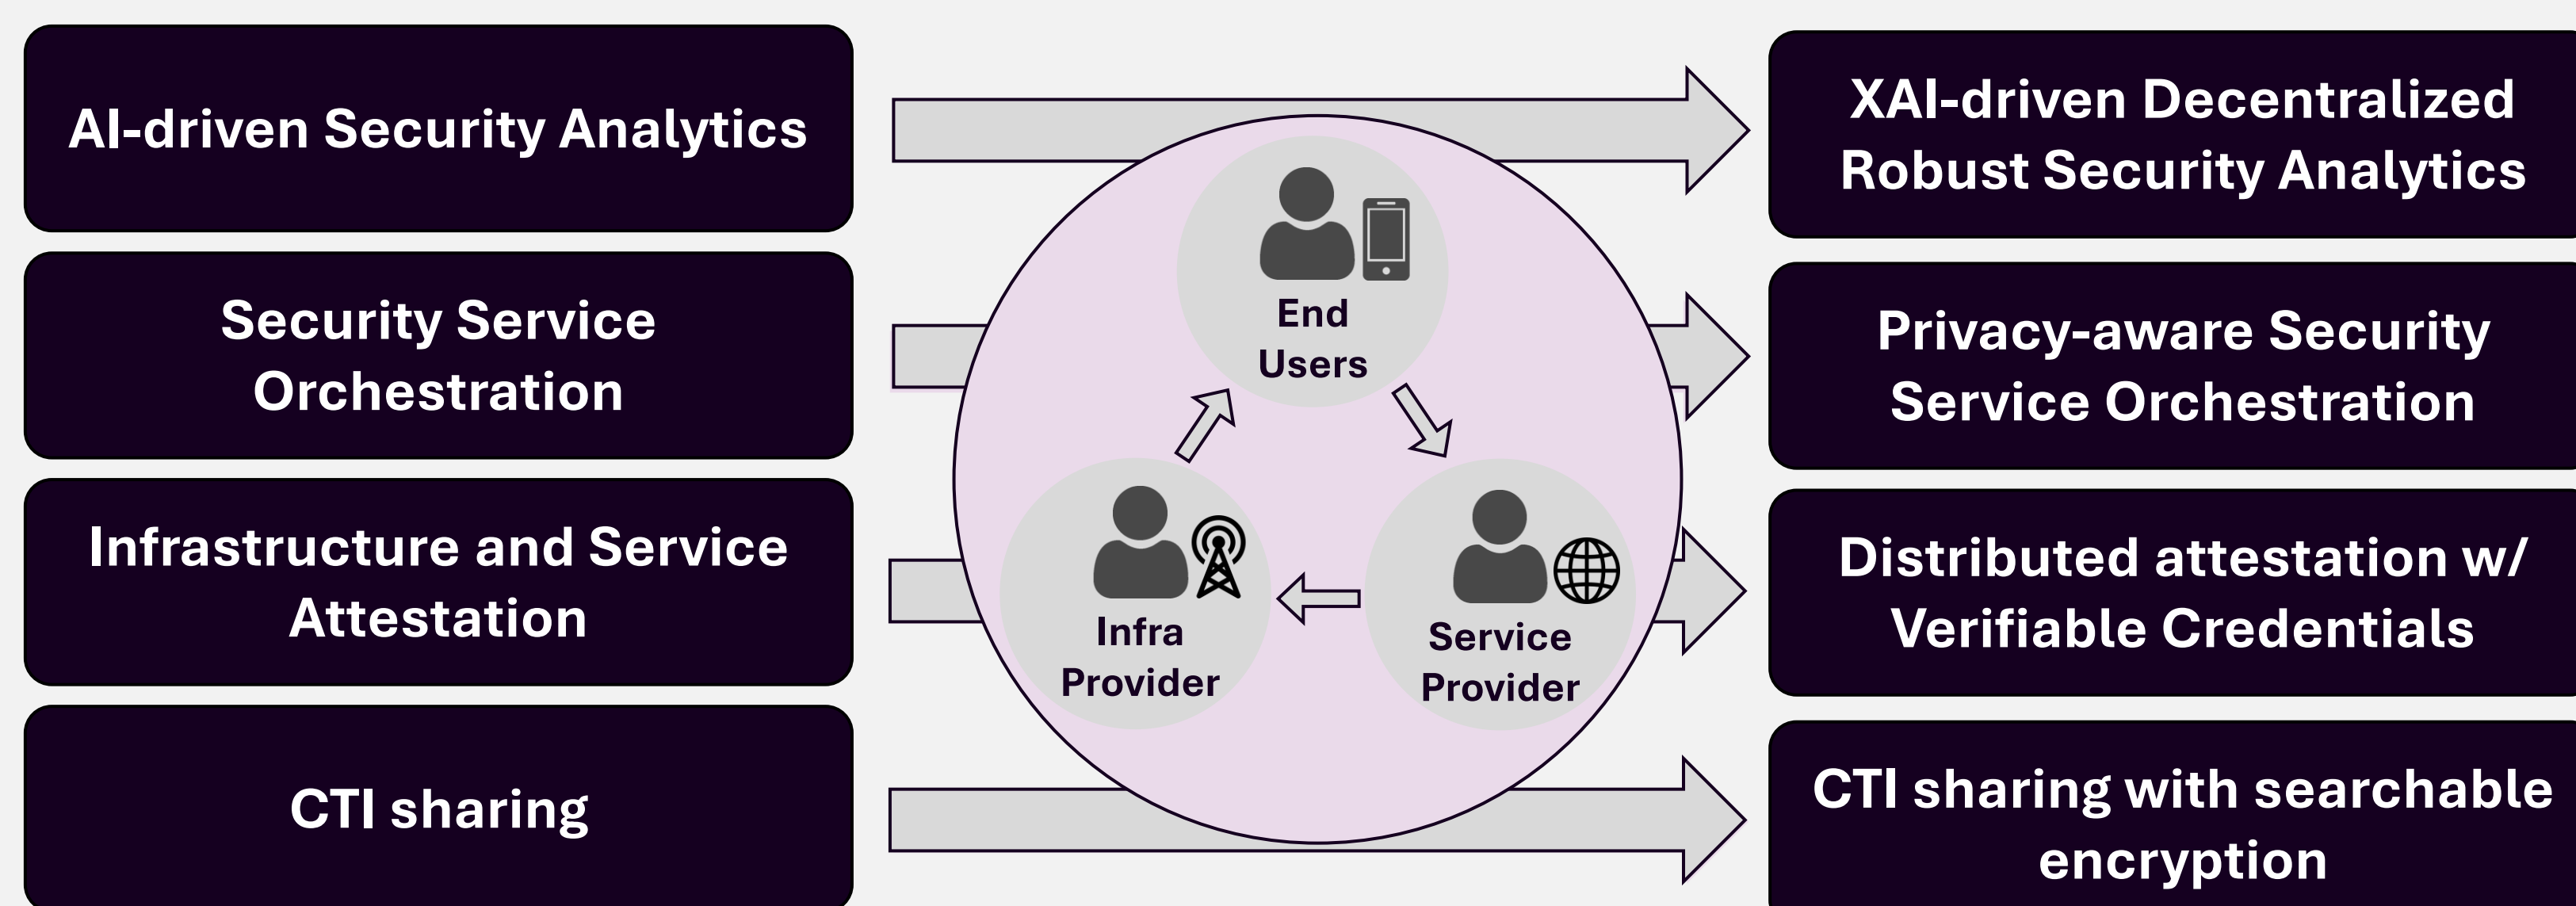 AI-driven Security Analytics
Security Service
Orchestration
Infrastructure and Service
Attestation
CTI sharing
End
Users
Infra
Provider
Service
Provider
XAI-driven Decentralized
Robust Security Analytics
Privacy-aware Security
Service Orchestration
Distributed attestation w/
Verifiable Credentials
CTI sharing with searchable
encryption